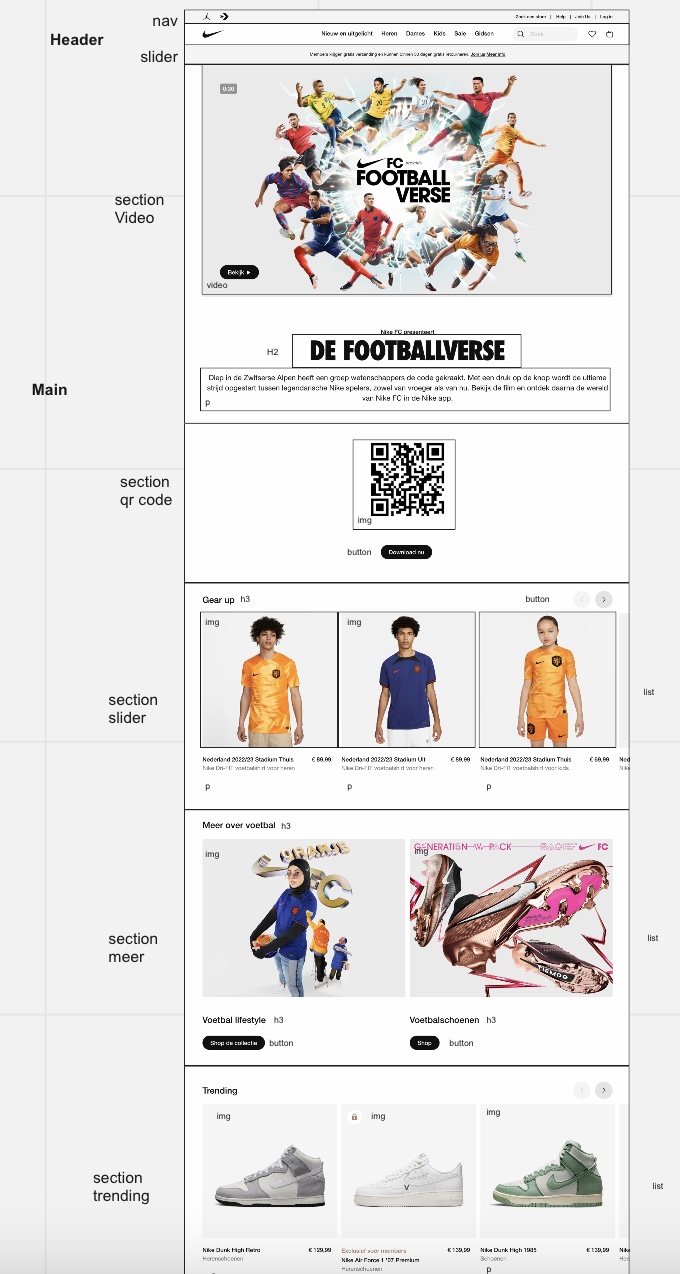 nav
Header
Zoek een store | Help | Join Us | Log in
Nieuw en uitgelicht Heren Dames Kids Sale Gidsen
Zoek
slider
Members krijgen gratis verzending en kunnen binnen 30 dagen gratis retourneren. Join us Meer info
0:30
FC presents
FOOTBALL
VERSE
section
Video
Bekijk
video
Nike FC presenteert
H2
DE FOOTBALLVERSE
Main
Diep in de Zwitserse Alpen heeft een groep wetenschappers de code gekraakt. Met een druk op de knop wordt de ultieme
strijd opgestart tussen legendarische Nike spelers, zowel van vroeger als van nu. Bekijk de film en ontdek daarna de wereld
van Nike FC in de Nike app.
p
section
qr code
img
button
Download nu
Gear up h3
button
img
img
section
slider
list
Nederland 2022/23 Stadium Thuis € 89,99
Nike Dri-FIT voetbalshirt voor heren
Nederland 2022/23 Stadium Uit € 89,99
Nike Dri-FIT voetbalshirt voor heren
Nederland 2022/23 Stadium Thuis € 69,99
Nike Dri-FIT voetbalshirt voor kids
Ned
p
p
p
Meer over voetbal h3
img
ORANJE
FC
img
GENERATION PACK
FC
TIEMPO
section
meer
list
Voetbal lifestyle h3
Shop de collectie button
Voetbalschoenen h3
Shop button
Trending
img
img
img
section
trending
list
Nike Dunk High Retro € 129,99
Herenschoenen
Exclusief voor members € 139,99
Nike Air Force 1 '07 Premium
Herenschoenen
Nike Dunk High 1985 € 139,99
Schoenen
p